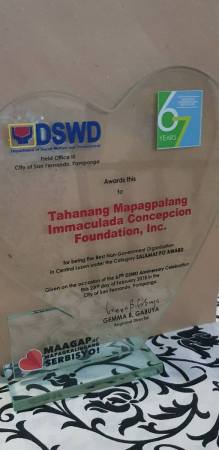 DSWD
Department of Social Welfare and Development
Field Office III
City of San Fernando, Pampanga
67
YEARS
Awards this
to
Tahanang Mapagpalang
Immaculada Concepcion
Foundation, Inc.
for being the Best Non-Government Organization
in Central Luzon under the Category SALAMAT PO AWARD
Given on the occasion of the 67th DSWD Anniversary Celebration
this 23rd day of February 2018 in the
City of San Fernando, Pampanga
GEMMA B. GABUYA
Regional Director
MAAGAP at
MAPAGKALINGANG
SERBISYO!